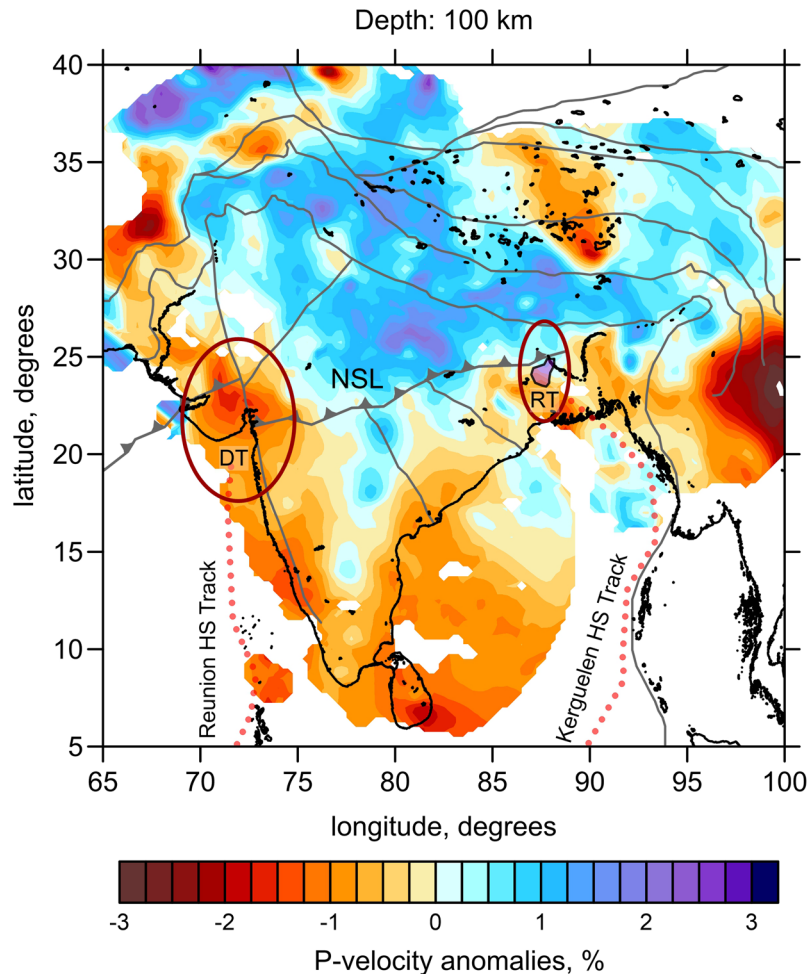 Depth: 100 km
40
35
30
25
20
15
10
5
latitude, degrees
NSL
RT
DT
Reunion HS Track
Kerguelen HS Track
65 70 75 80 85 90 95 100
longitude, degrees
-3 -2 -1 0 1 2 3
P-velocity anomalies, %